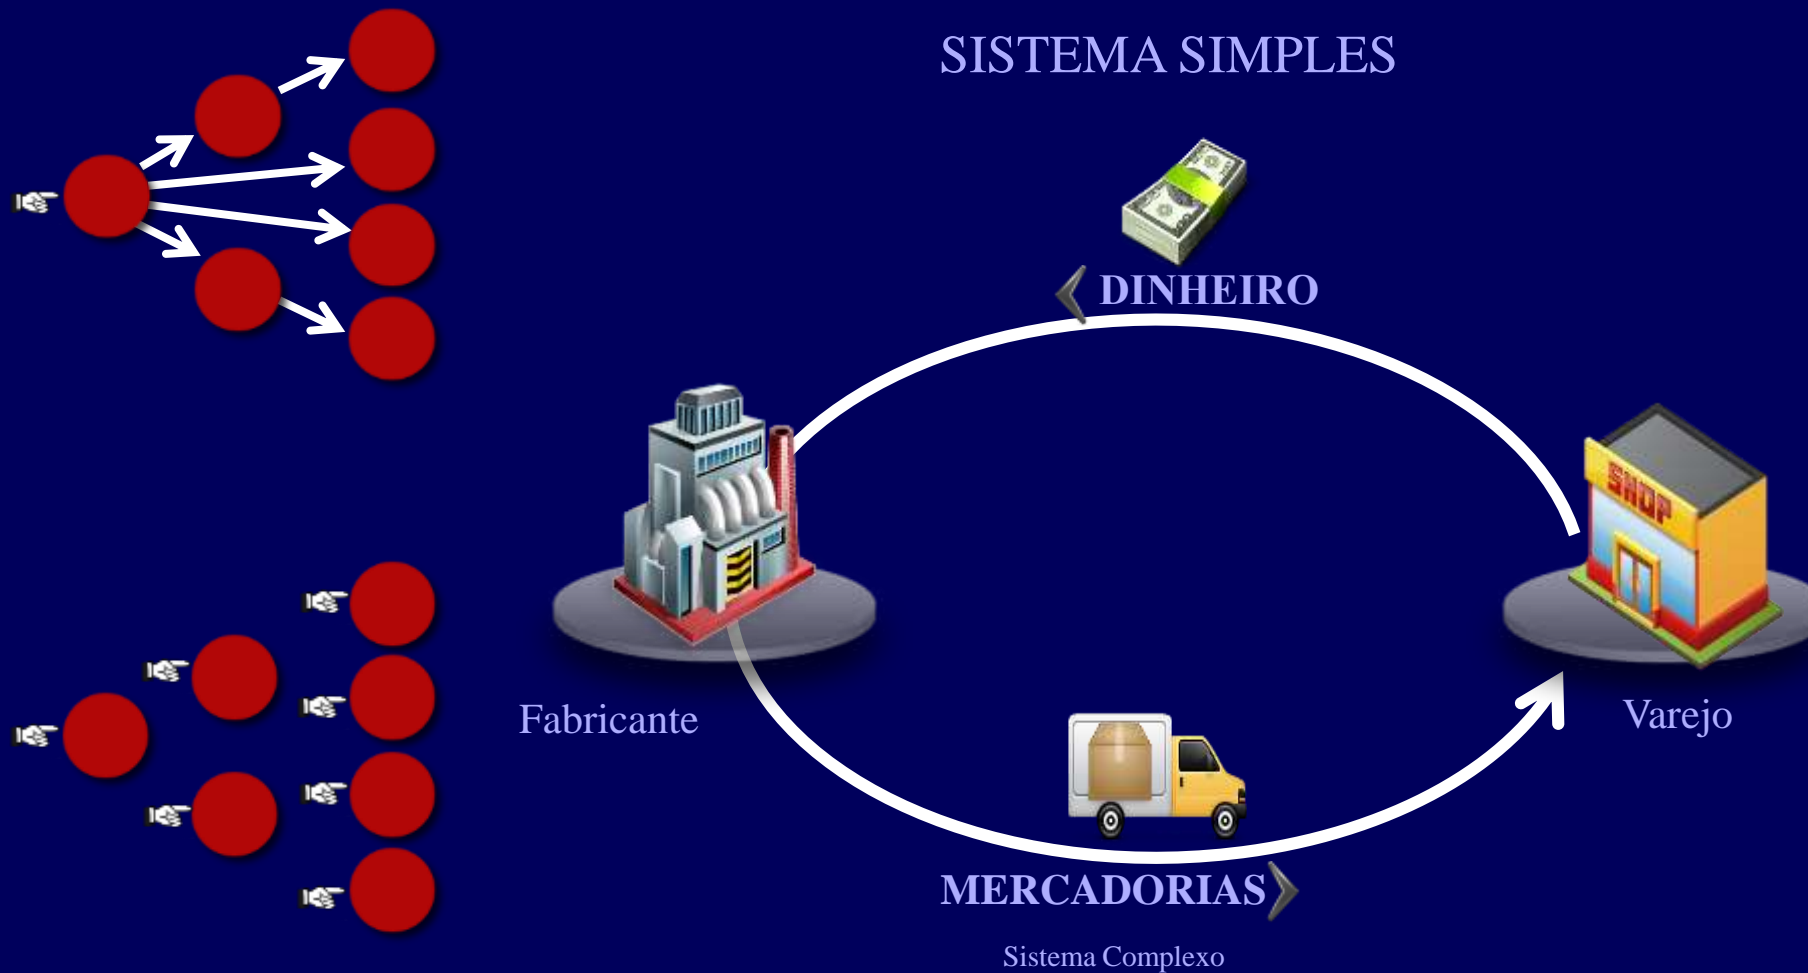 SISTEMA SIMPLES
DINHEIRO
SHOP
Fabricante
Varejo
MERCADORIAS
Sistema Complexo